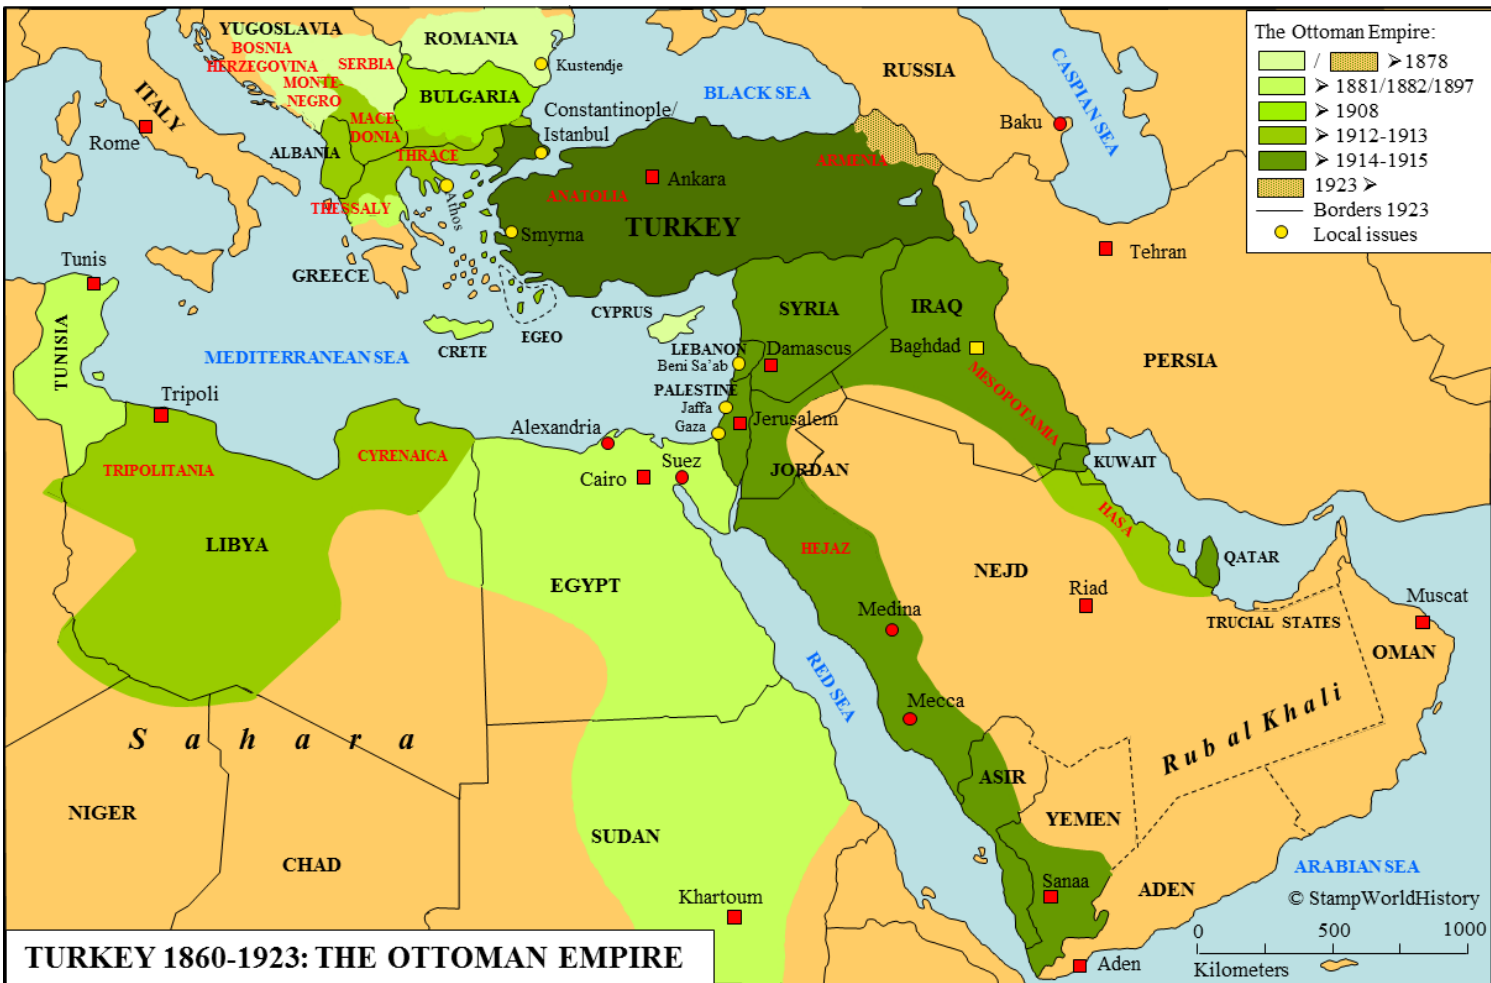 The Ottoman Empire:
/ ➢ 1878
➢ 1881/1882/1897
➢ 1908
➢ 1912-1913
➢ 1914-1915
1923 ➢
Borders 1923
Local issues
YUGOSLAVIA
BOSNIA
HERZEGOVINA
SERBIA
MONTE-
NEGRO
ROMANIA
Kustendje
BULGARIA
MACE-
DONIA
ALBANIA
THRACE
THESSALY
Athos
GREECE
ITALY
Rome
Constantinople/
Istanbul
BLACK SEA
RUSSIA
CASPIAN SEA
Baku
ARMENIA
Ankara
ANATOLIA
TURKEY
Smyrna
Tehran
PERSIA
Tunis
TUNISIA
MEDITERRANEAN SEA
CRETE
EGEO
CYPRUS
SYRIA
IRAQ
Baghdad
MESOPOTAMIA
LEBANON
Beni Sa’ab
Damascus
PALESTINE
Jaffa
Gaza
Jerusalem
JORDAN
KUWAIT
HASA
QATAR
Tripoli
TRIPOLITANIA
CYRENAICA
LIBYA
Alexandria
Cairo
Suez
EGYPT
HEJAZ
NEJD
Riad
Medina
Mecca
RED SEA
TRUCIAL STATES
Muscat
OMAN
Rub al Khali
Sahara
NIGER
CHAD
SUDAN
Khartoum
ASIR
YEMEN
Sanaa
ADEN
Aden
ARABIAN SEA
© StampWorldHistory
0 500 1000
Kilometers
TURKEY 1860-1923: THE OTTOMAN EMPIRE